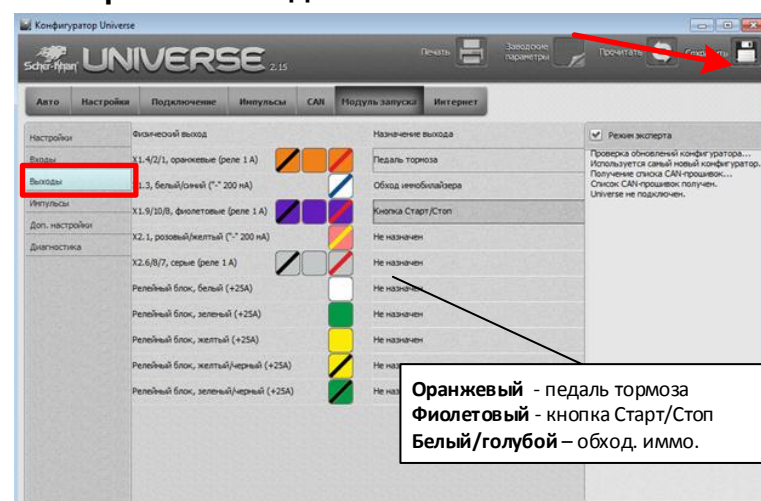 Конфигуратор Universe
Scher-Khan UNIVERSE 2.15
Печать
Заводские параметры
Прочитать
Авто Настройки Подключение Импульсы CAN Модуль запуска Интернет
Настройки
Входы
Выходы
Импульсы
Доп. настройки
Диагностика
Физический выход Назначение выхода
X1.4/2/1, оранжевые (реле 1 А) Педаль тормоза
1.3, белый/синий ("-" 200 мА) Обход иммобилайзера
X1.9/10/8, фиолетовые (реле 1 А) Кнопка Старт/Стоп
X2.1, розовый/желтый ("-" 200 мА) Не назначен
X2.6/8/7, серые (реле 1 А) Не назначен
Релейный блок, белый (+25А) Не назначен
Релейный блок, зеленый (+25А) Не назначен
Релейный блок, желтый (+25А) Не назначен
Релейный блок, желтый/черный (+25А) Не наз
Релейный блок, зеленый/черный (+25А) Не наз
Режим эксперта
Проверка обновлений конфигуратора...
Используется самый новый конфигуратор.
Получение списка CAN-прошивок...
Список CAN-прошивок получен.
Universe не подключен.
Оранжевый - педаль тормоза
Фиолетовый - кнопка Старт/Стоп
Белый/голубой – обход. иммо.